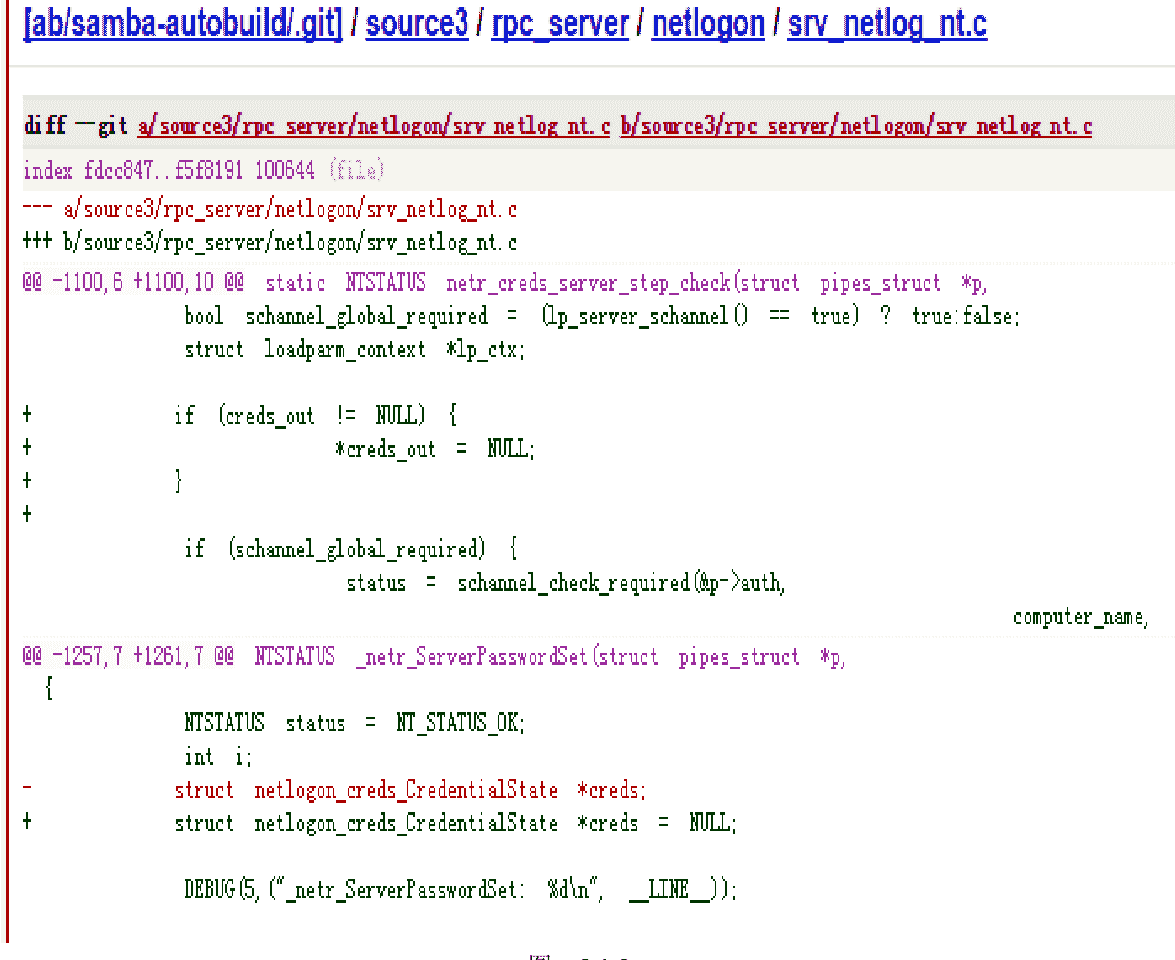 [ab/samba-autobuild/.git] / source3 / rpc_server / netlogon / srv_netlog_nt.c
diff --git a/source3/rpc_server/netlogon/srv_netlog_nt.c b/source3/rpc_server/netlogon/srv_netlog_nt.c
index fdcc847..f5f8191 100644 (file)
--- a/source3/rpc_server/netlogon/srv_netlog_nt.c
+++ b/source3/rpc_server/netlogon/srv_netlog_nt.c
@@ -1100,6 +1100,10 @@ static NTSTATUS netr_creds_server_step_check(struct pipes_struct *p,
bool schannel_global_required = (lp_server_schannel() == true) ? true:false;
struct loadparm_context *lp_ctx;
+ if (creds_out != NULL) {
+ *creds_out = NULL;
+ }
+
if (schannel_global_required) {
status = schannel_check_required(&p->auth,
computer_name,
@@ -1257,7 +1261,7 @@ NTSTATUS _netr_ServerPasswordSet(struct pipes_struct *p,
{
NTSTATUS status = NT_STATUS_OK;
int i;
- struct netlogon_creds_CredentialState *creds;
+ struct netlogon_creds_CredentialState *creds = NULL;
DEBUG(5,("_netr_ServerPasswordSet: %d\n", __LINE__));